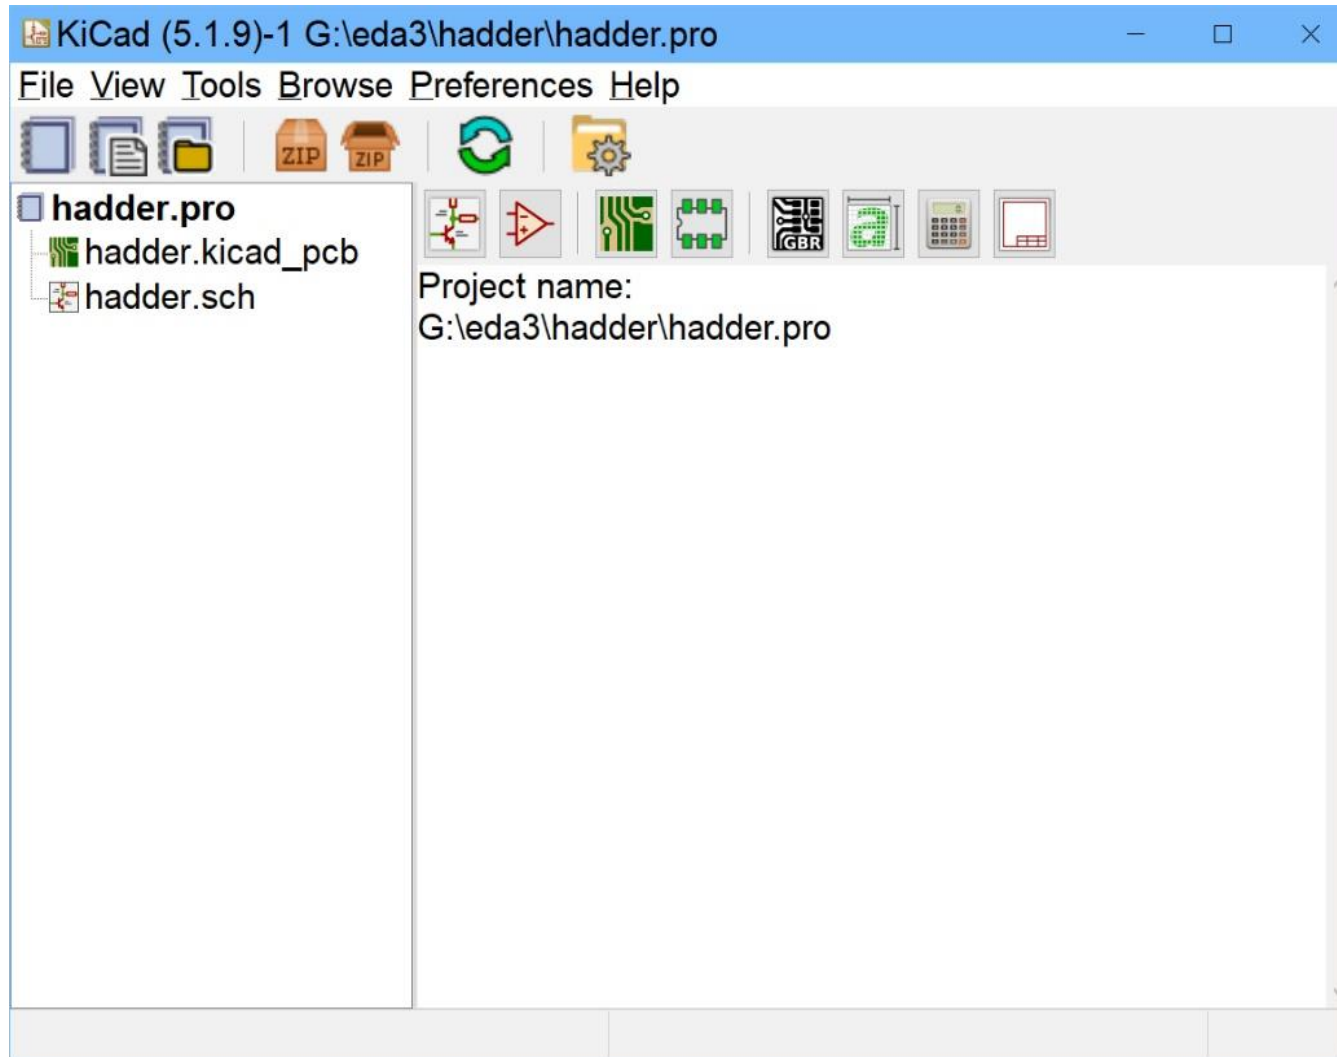 KiCad (5.1.9)-1 G:\eda3\hadder\hadder.pro
File View Tools Browse Preferences Help
ZIP ZIP
hadder.pro
hadder.kicad_pcb
hadder.sch
GBR a
Project name:
G:\eda3\hadder\hadder.pro